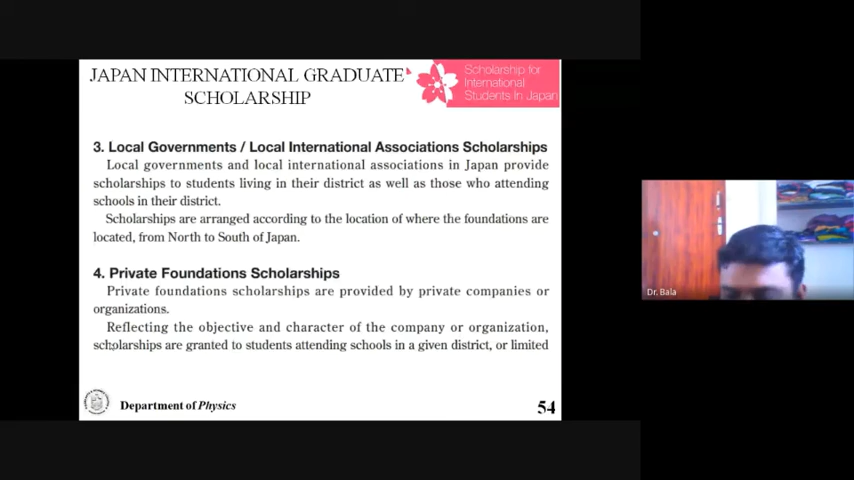 JAPAN INTERNATIONAL GRADUATE
SCHOLARSHIP
Scholarship for
International
Students in Japan
3. Local Governments / Local International Associations Scholarships
Local governments and local international associations in Japan provide
scholarships to students living in their district as well as those who attending
schools in their district.
Scholarships are arranged according to the location of where the foundations are
located, from North to South of Japan.
4. Private Foundations Scholarships
Private foundations scholarships are provided by private companies or
organizations.
Reflecting the objective and character of the company or organization,
scholarships are granted to students attending schools in a given district, or limited
Department of Physics
54
Dr. Bala